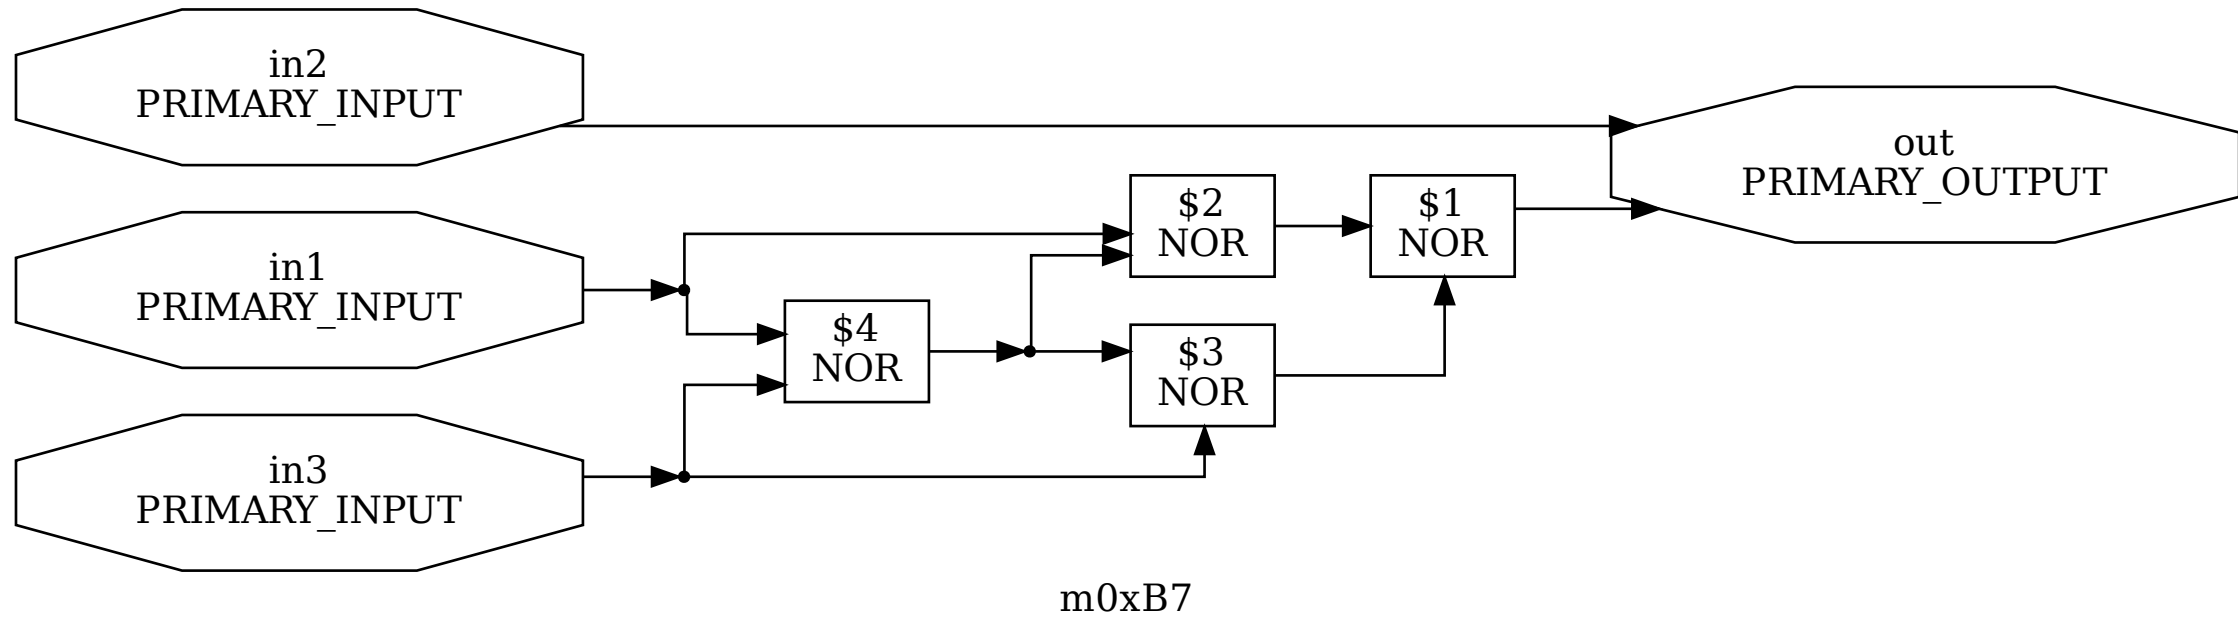 in2
PRIMARY_INPUT
out
PRIMARY_OUTPUT
$2
NOR
$1
NOR
in1
PRIMARY_INPUT
$4
NOR
$3
NOR
in3
PRIMARY_INPUT
m0xB7